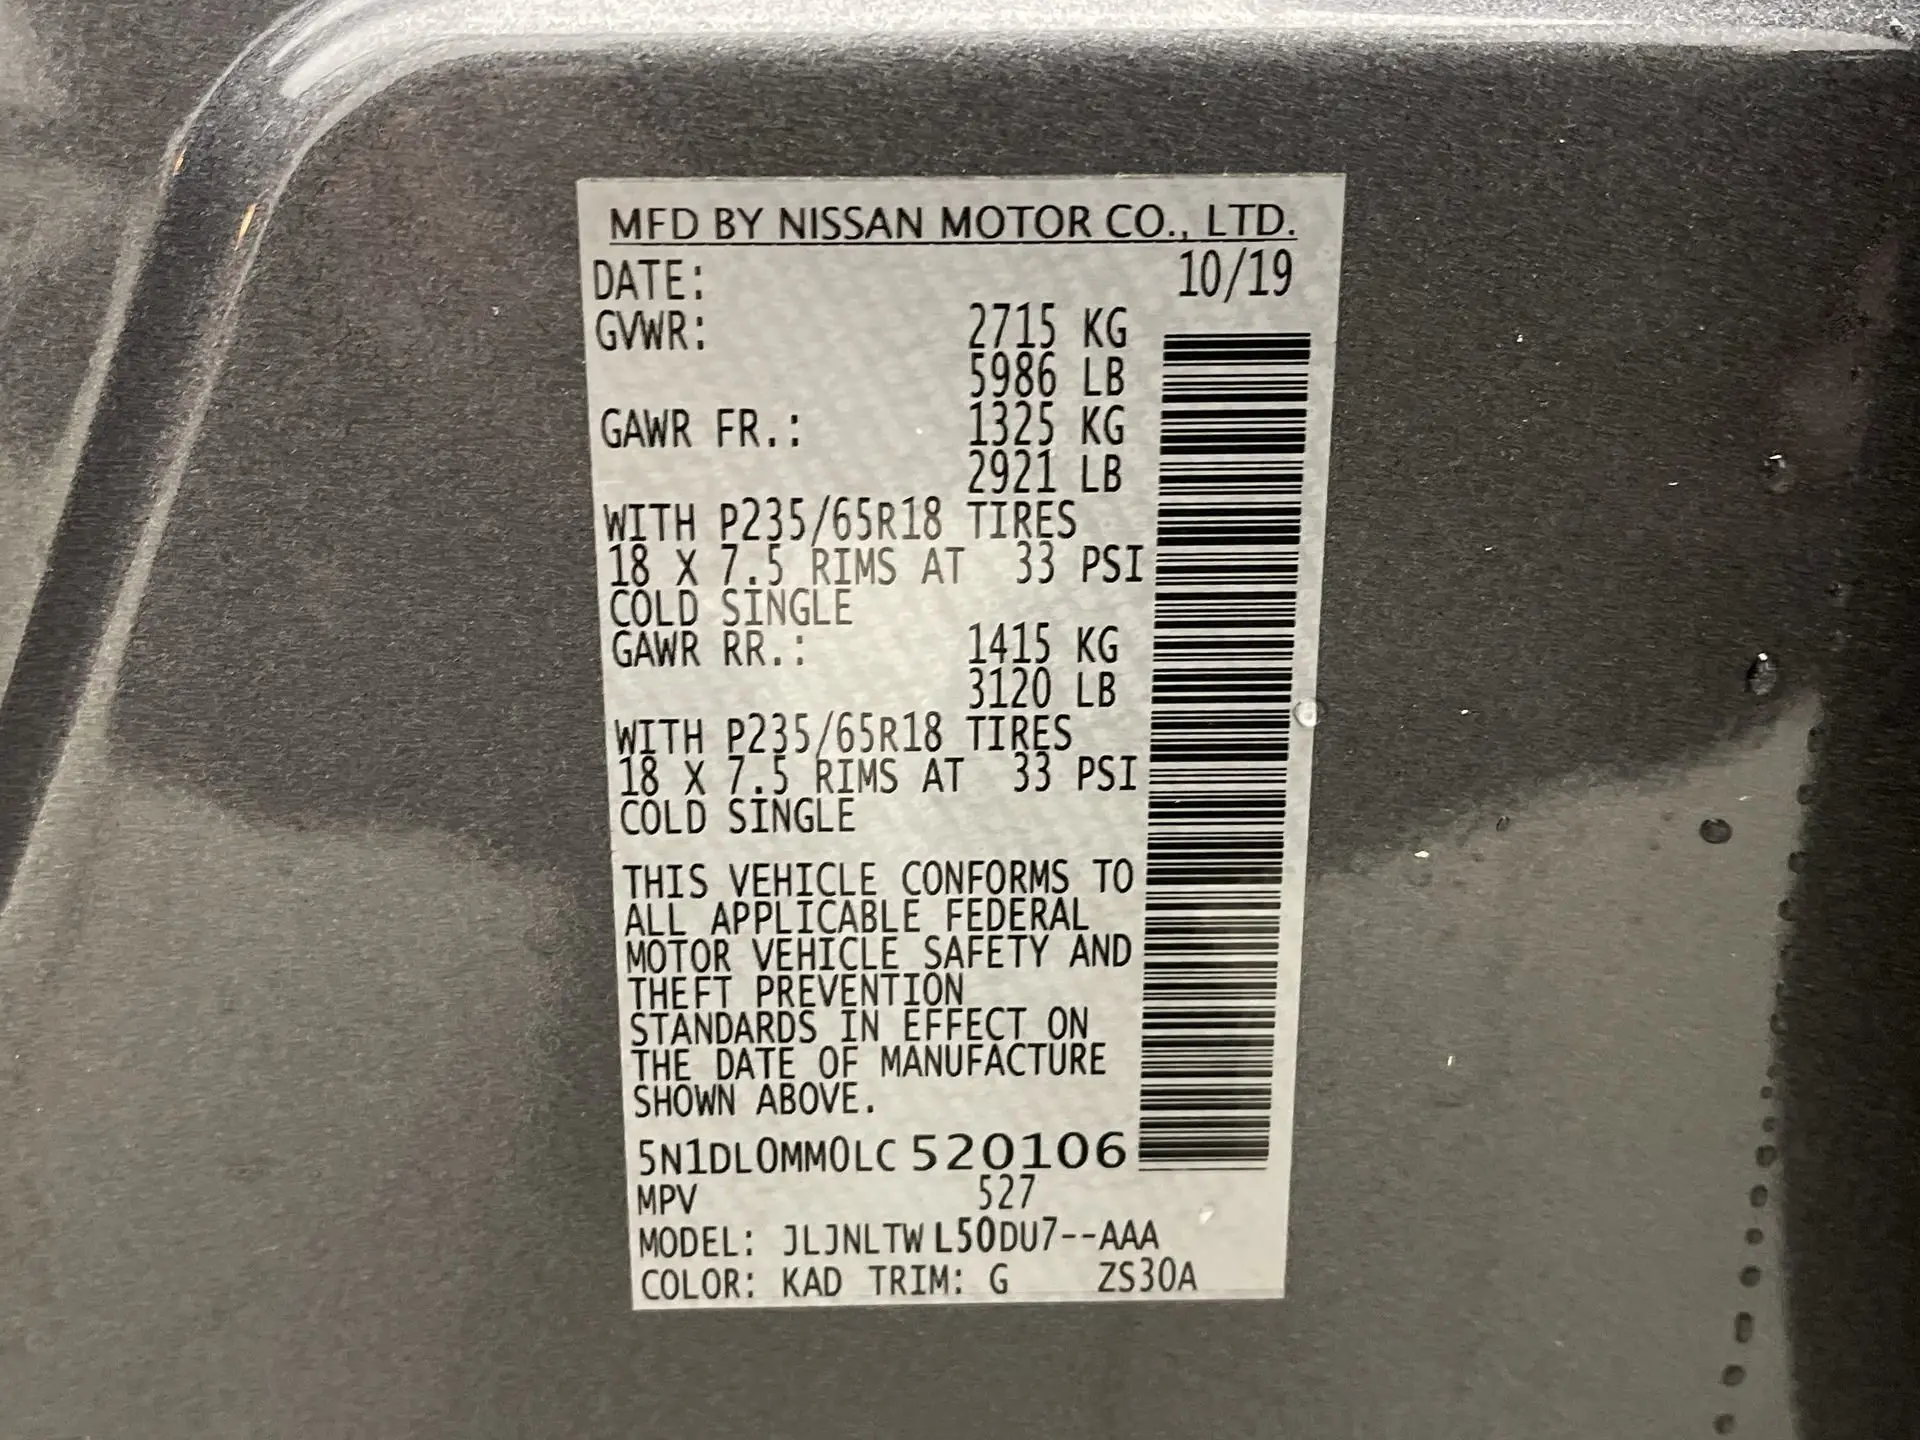 MFD BY NISSAN MOTOR CO., LTD.
DATE: 10/19
GVWR: 2715 KG
5986 LB
GAWR FR.: 1325 KG
2921 LB
WITH P235/65R18 TIRES
18 X 7.5 RIMS AT 33 PSI
COLD SINGLE
GAWR RR.: 1415 KG
3120 LB
WITH P235/65R18 TIRES
18 X 7.5 RIMS AT 33 PSI
COLD SINGLE
THIS VEHICLE CONFORMS TO
ALL APPLICABLE FEDERAL
MOTOR VEHICLE SAFETY AND
THEFT PREVENTION
STANDARDS IN EFFECT ON
THE DATE OF MANUFACTURE
SHOWN ABOVE.
5N1DL0MM0LC 520106
MPV 527
MODEL: JLJNLTW L50DU7--AAA
COLOR: KAD TRIM: G ZS30A